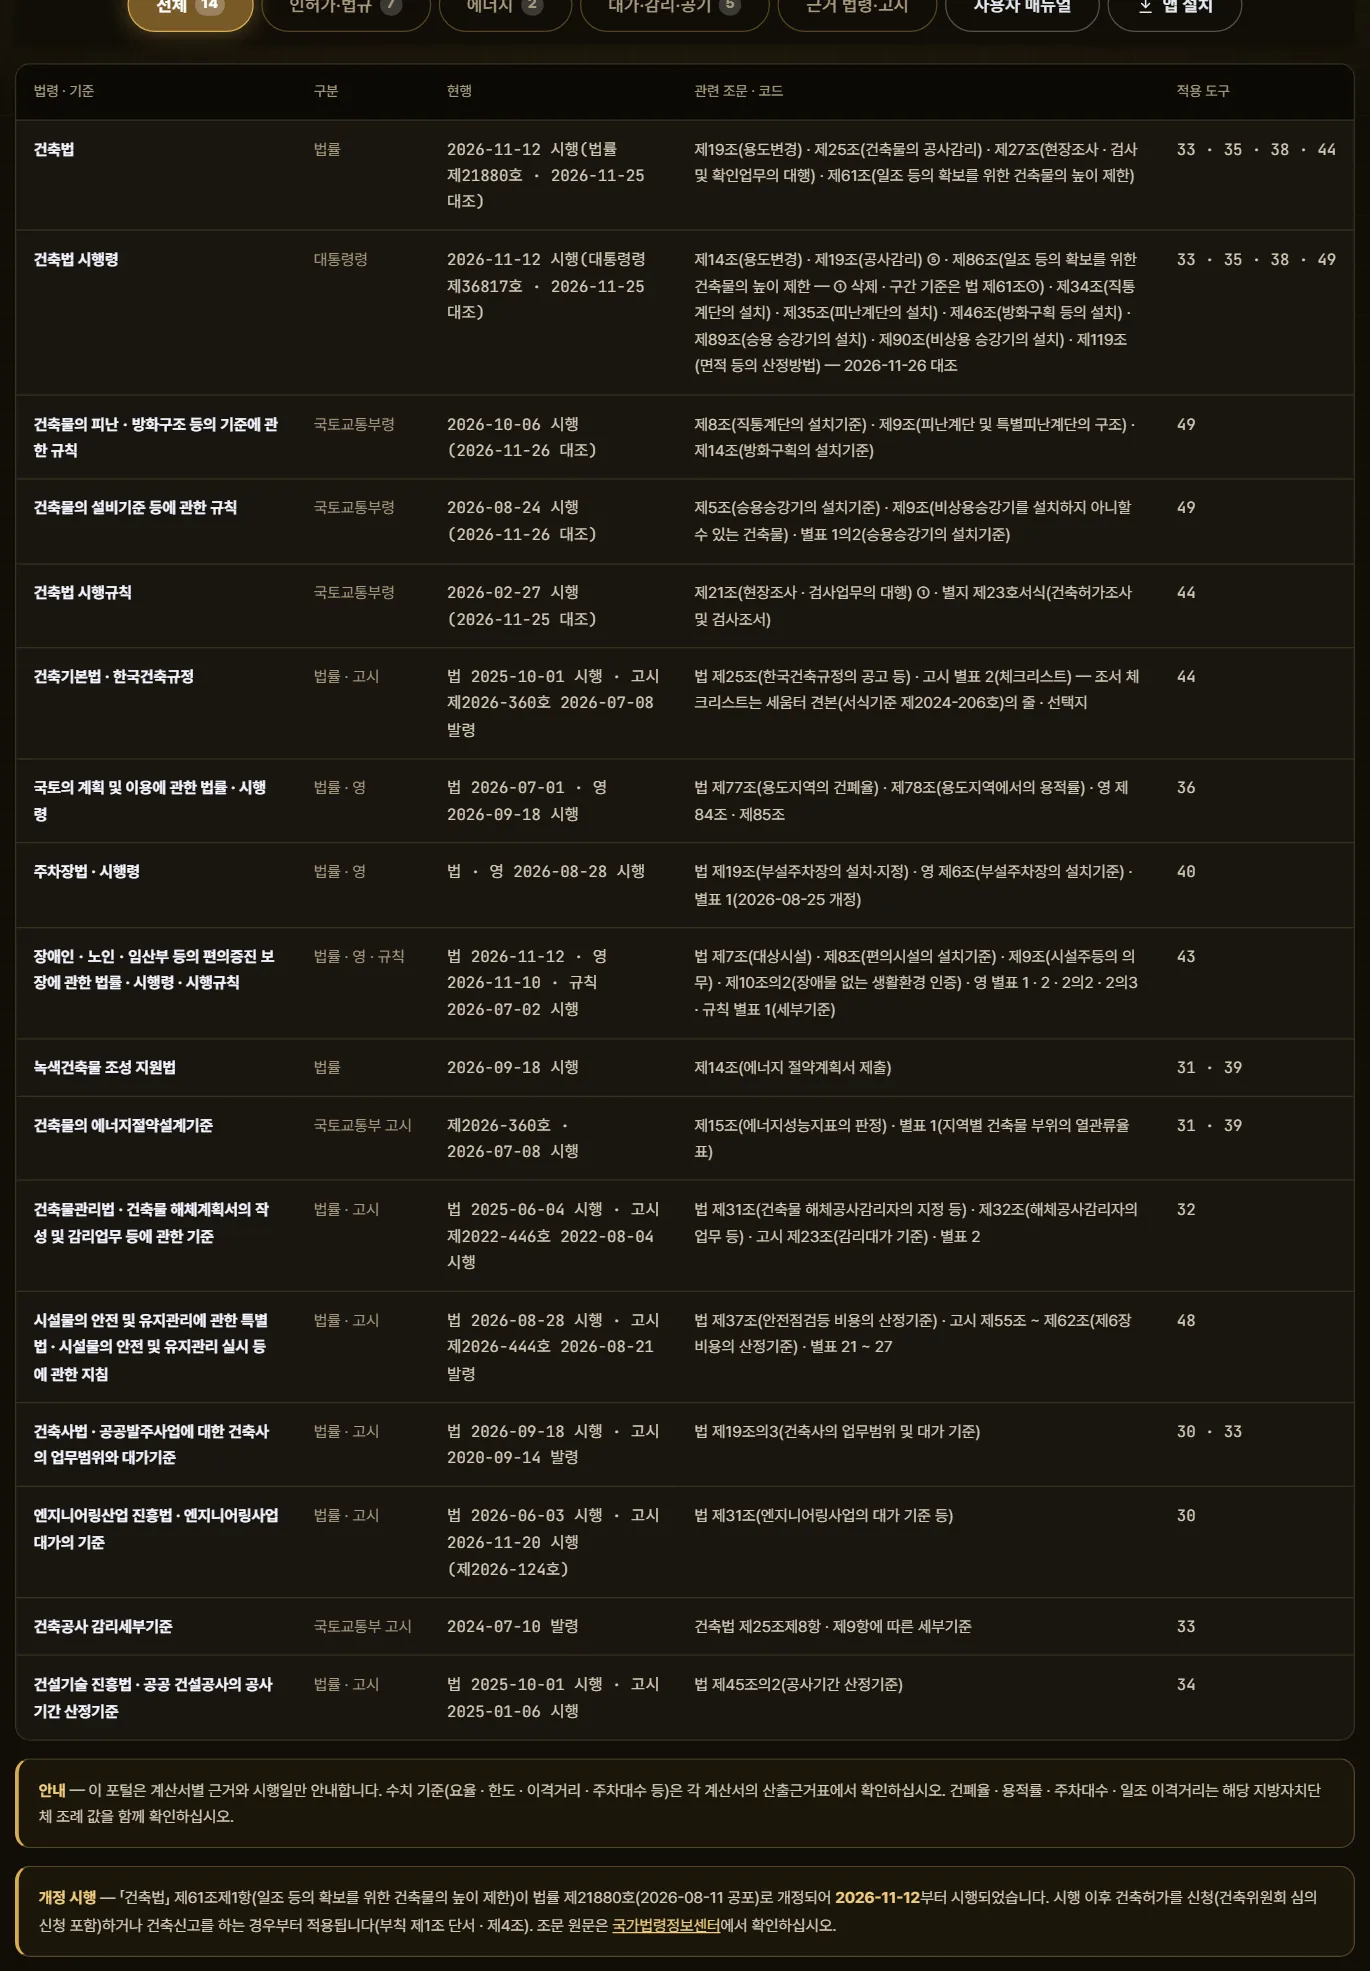 전체 14 인허가·법규 7 에너지 2 대가·감리·공기 5 근거 법령·고시 사용자 매뉴얼 앱 설치
법령 · 기준 구분 현행 관련 조문 · 코드 적용 도구
건축법 법률 2026-11-12 시행(법률 제19조(용도변경) · 제25조(건축물의 공사감리) · 제27조(현장조사 · 검사 33 · 35 · 38 · 44
제21880호 · 2026-11-25 및 확인업무의 대행) · 제61조(일조 등의 확보를 위한 건축물의 높이 제한)
대조)
건축법 시행령 대통령령 2026-11-12 시행(대통령령 제14조(용도변경) · 제19조(공사감리) ⑤ · 제86조(일조 등의 확보를 위한 33 · 35 · 38 · 49
제36817호 · 2026-11-25 건축물의 높이 제한 — ① 삭제 · 구간 기준은 법 제61조①) · 제34조(직통
대조) 계단의 설치) · 제35조(피난계단의 설치) · 제46조(방화구획 등의 설치) ·
제89조(승용 승강기의 설치) · 제90조(비상용 승강기의 설치) · 제119조
(면적 등의 산정방법) — 2026-11-26 대조
건축물의 피난 · 방화구조 등의 기준에 관 국토교통부령 2026-10-06 시행 제8조(직통계단의 설치기준) · 제9조(피난계단 및 특별피난계단의 구조) · 49
한 규칙 (2026-11-26 대조) 제14조(방화구획의 설치기준)
건축물의 설비기준 등에 관한 규칙 국토교통부령 2026-08-24 시행 제5조(승용승강기의 설치기준) · 제9조(비상용승강기를 설치하지 아니할 49
(2026-11-26 대조) 수 있는 건축물) · 별표 1의2(승용승강기의 설치기준)
건축법 시행규칙 국토교통부령 2026-02-27 시행 제21조(현장조사 · 검사업무의 대행) ① · 별지 제23호서식(건축허가조사 44
(2026-11-25 대조) 및 검사조서)
건축기본법 · 한국건축규정 법률 · 고시 법 2025-10-01 시행 · 고시 법 제25조(한국건축규정의 공고 등) · 고시 별표 2(체크리스트) — 조서 체 44
제2026-360호 2026-07-08 크리스트는 세움터 견본(서식기준 제2024-206호)의 줄 · 선택지
발령
국토의 계획 및 이용에 관한 법률 · 시행 법률 · 영 법 2026-07-01 · 영 법 제77조(용도지역의 건폐율) · 제78조(용도지역에서의 용적률) · 영 제 36
령 2026-09-18 시행 84조 · 제85조
주차장법 · 시행령 법률 · 영 법 · 영 2026-08-28 시행 법 제19조(부설주차장의 설치·지정) · 영 제6조(부설주차장의 설치기준) · 40
별표 1(2026-08-25 개정)
장애인 · 노인 · 임산부 등의 편의증진 보 법률 · 영 · 규칙 법 2026-11-12 · 영 법 제7조(대상시설) · 제8조(편의시설의 설치기준) · 제9조(시설주등의 의 43
장에 관한 법률 · 시행령 · 시행규칙 2026-11-10 · 규칙 무) · 제10조의2(장애물 없는 생활환경 인증) · 영 별표 1 · 2 · 2의2 · 2의3
2026-07-02 시행 · 규칙 별표 1(세부기준)
녹색건축물 조성 지원법 법률 2026-09-18 시행 제14조(에너지 절약계획서 제출) 31 · 39
건축물의 에너지절약설계기준 국토교통부 고시 제2026-360호 · 제15조(에너지성능지표의 판정) · 별표 1(지역별 건축물 부위의 열관류율 31 · 39
2026-07-08 시행 표)
건축물관리법 · 건축물 해체계획서의 작 법률 · 고시 법 2025-06-04 시행 · 고시 법 제31조(건축물 해체공사감리자의 지정 등) · 제32조(해체공사감리자의 32
성 및 감리업무 등에 관한 기준 제2022-446호 2022-08-04 업무 등) · 고시 제23조(감리대가 기준) · 별표 2
시행
시설물의 안전 및 유지관리에 관한 특별 법률 · 고시 법 2026-08-28 시행 · 고시 법 제37조(안전점검등 비용의 산정기준) · 고시 제55조 ~ 제62조(제6장 48
법 · 시설물의 안전 및 유지관리 실시 등 제2026-444호 2026-08-21 비용의 산정기준) · 별표 21 ~ 27
에 관한 지침 발령
건축사법 · 공공발주사업에 대한 건축사 법률 · 고시 법 2026-09-18 시행 · 고시 법 제19조의3(건축사의 업무범위 및 대가 기준) 30 · 33
의 업무범위와 대가기준 2020-09-14 발령
엔지니어링산업 진흥법 · 엔지니어링사업 법률 · 고시 법 2026-06-03 시행 · 고시 법 제31조(엔지니어링사업의 대가 기준 등) 30
대가의 기준 2026-11-20 시행
(제2026-124호)
건축공사 감리세부기준 국토교통부 고시 2024-07-10 발령 건축법 제25조제8항 · 제9항에 따른 세부기준 33
건설기술 진흥법 · 공공 건설공사의 공사 법률 · 고시 법 2025-10-01 시행 · 고시 법 제45조의2(공사기간 산정기준) 34
기간 산정기준 2025-01-06 시행
안내 — 이 포털은 계산서별 근거와 시행일만 안내합니다. 수치 기준(요율 · 한도 · 이격거리 · 주차대수 등)은 각 계산서의 산출근거표에서 확인하십시오. 건폐율 · 용적률 · 주차대수 · 일조 이격거리는 해당 지방자치단
체 조례 값을 함께 확인하십시오.
개정 시행 — 「건축법」 제61조제1항(일조 등의 확보를 위한 건축물의 높이 제한)이 법률 제21880호(2026-08-11 공포)로 개정되어 2026-11-12부터 시행되었습니다. 시행 이후 건축허가를 신청(건축위원회 심의
신청 포함)하거나 건축신고를 하는 경우부터 적용됩니다(부칙 제1조 단서 · 제4조). 조문 원문은 국가법령정보센터에서 확인하십시오.